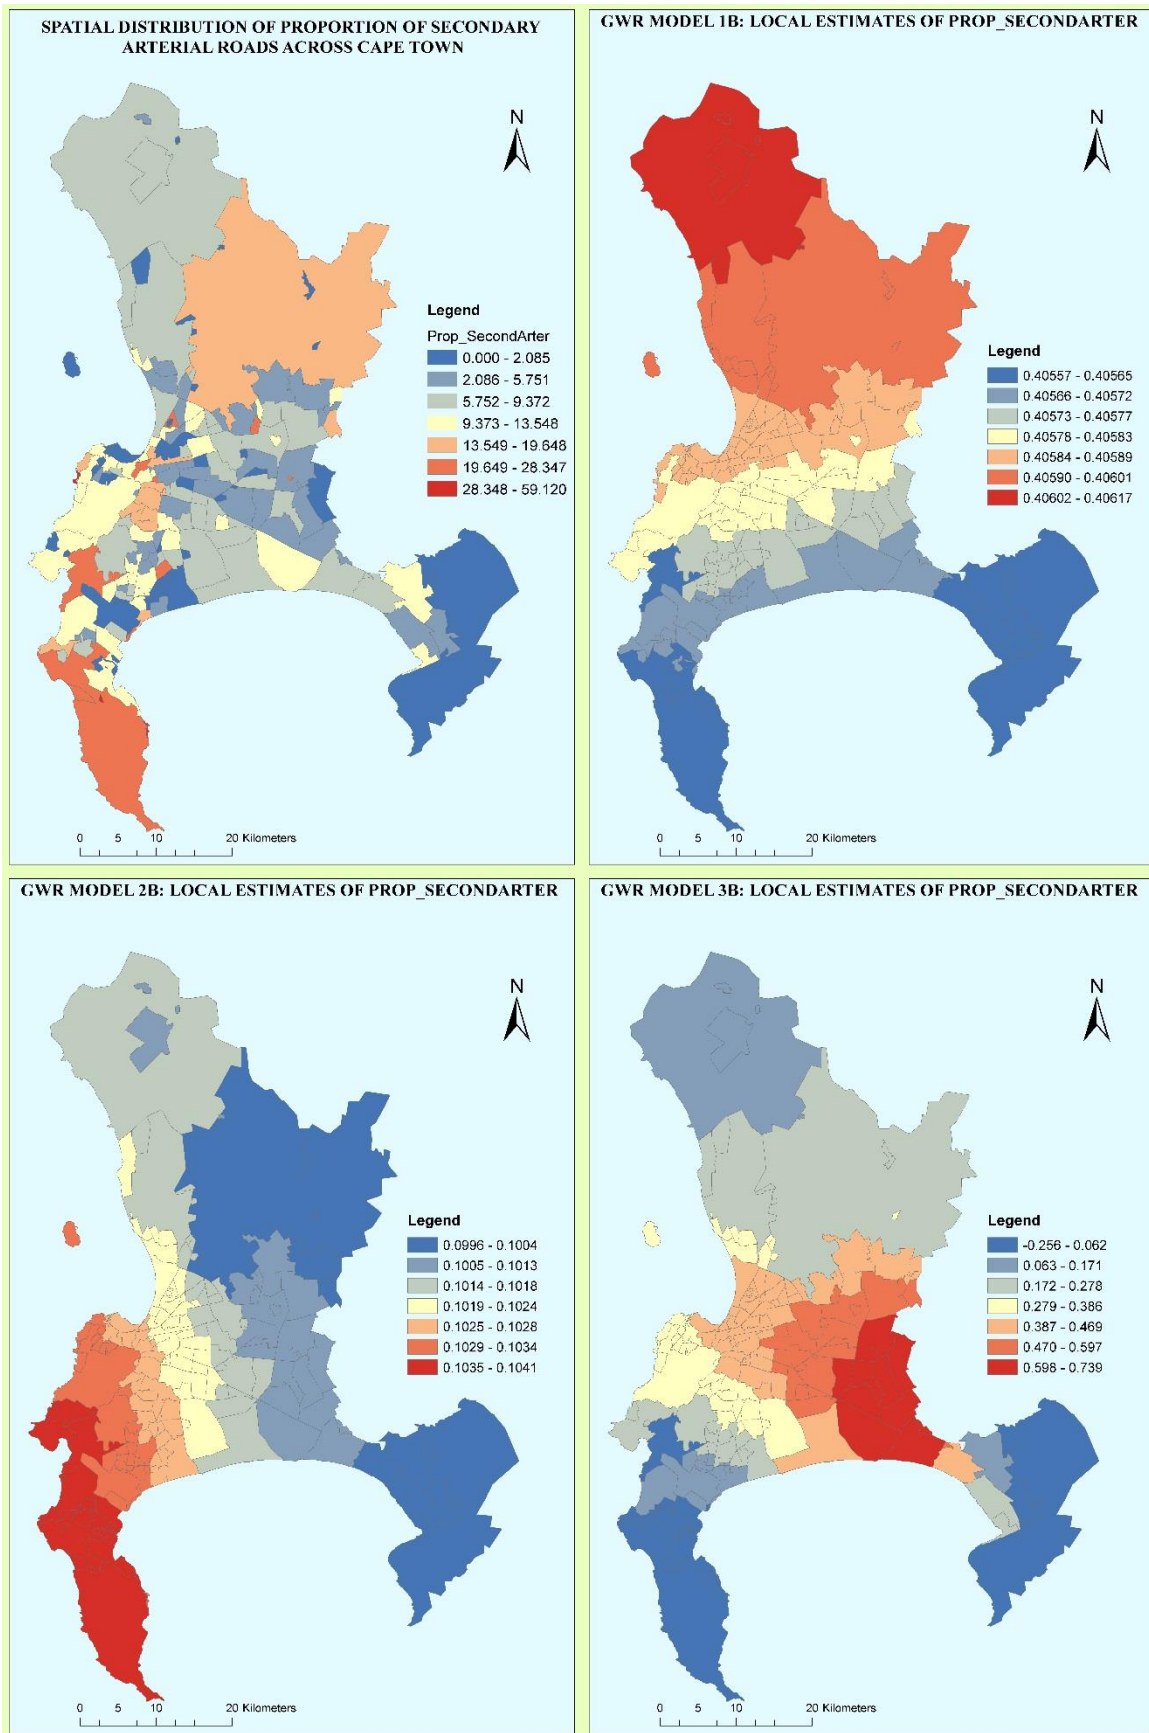 SPATIAL DISTRIBUTION OF PROPORTION OF SECONDARY
ARTERIAL ROADS ACROSS CAPE TOWN
N
Legend
Prop_SecondArter
0.000 - 2.085
2.086 - 5.751
5.752 - 9.372
9.373 - 13.548
13.549 - 19.648
19.649 - 28.347
28.348 - 59.120
0 5 10 20 Kilometers
GWR MODEL 1B: LOCAL ESTIMATES OF PROP_SECONDARTER
N
Legend
0.40557 - 0.40565
0.40566 - 0.40572
0.40573 - 0.40577
0.40578 - 0.40583
0.40584 - 0.40589
0.40590 - 0.40601
0.40602 - 0.40617
0 5 10 20 Kilometers
GWR MODEL 2B: LOCAL ESTIMATES OF PROP_SECONDARTER
N
Legend
0.0996 - 0.1004
0.1005 - 0.1013
0.1014 - 0.1018
0.1019 - 0.1024
0.1025 - 0.1028
0.1029 - 0.1034
0.1035 - 0.1041
0 5 10 20 Kilometers
GWR MODEL 3B: LOCAL ESTIMATES OF PROP_SECONDARTER
N
Legend
-0.256 - 0.062
0.063 - 0.171
0.172 - 0.278
0.279 - 0.386
0.387 - 0.469
0.470 - 0.597
0.598 - 0.739
0 5 10 20 Kilometers